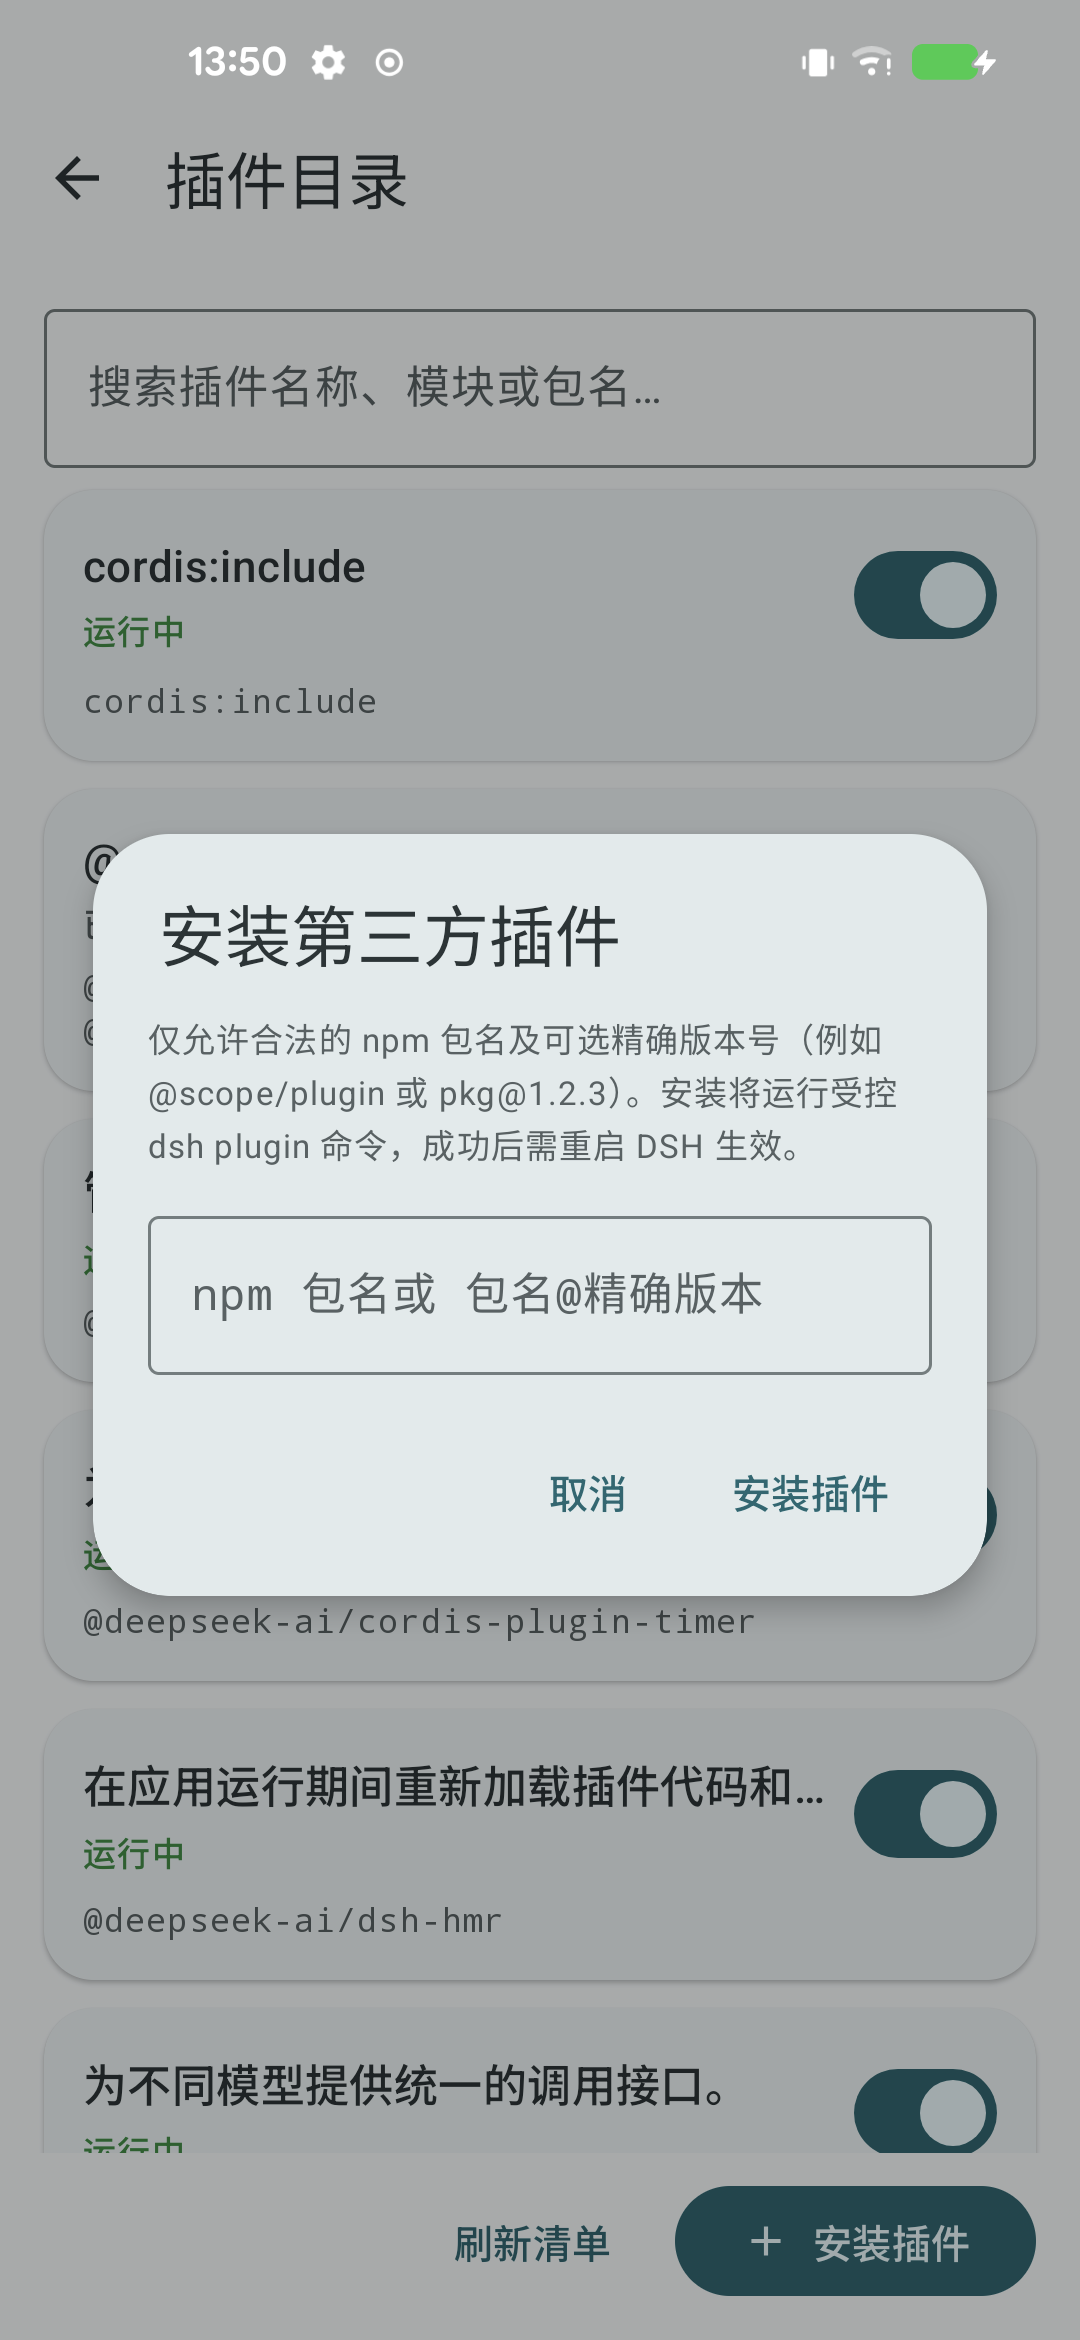 13:50
插件目录
搜索插件名称、模块或包名...
cordis:include
运行中
cordis:include
安装第三方插件
仅允许合法的 npm 包名及可选精确版本号（例如
@scope/plugin 或 pkg@1.2.3）。安装将运行受控
dsh plugin 命令，成功后需重启 DSH 生效。
npm 包名或 包名@精确版本
取消
安装插件
@deepseek-ai/cordis-plugin-timer
在应用运行期间重新加载插件代码和...
运行中
@deepseek-ai/dsh-hmr
为不同模型提供统一的调用接口。
运行中
刷新清单
+ 安装插件